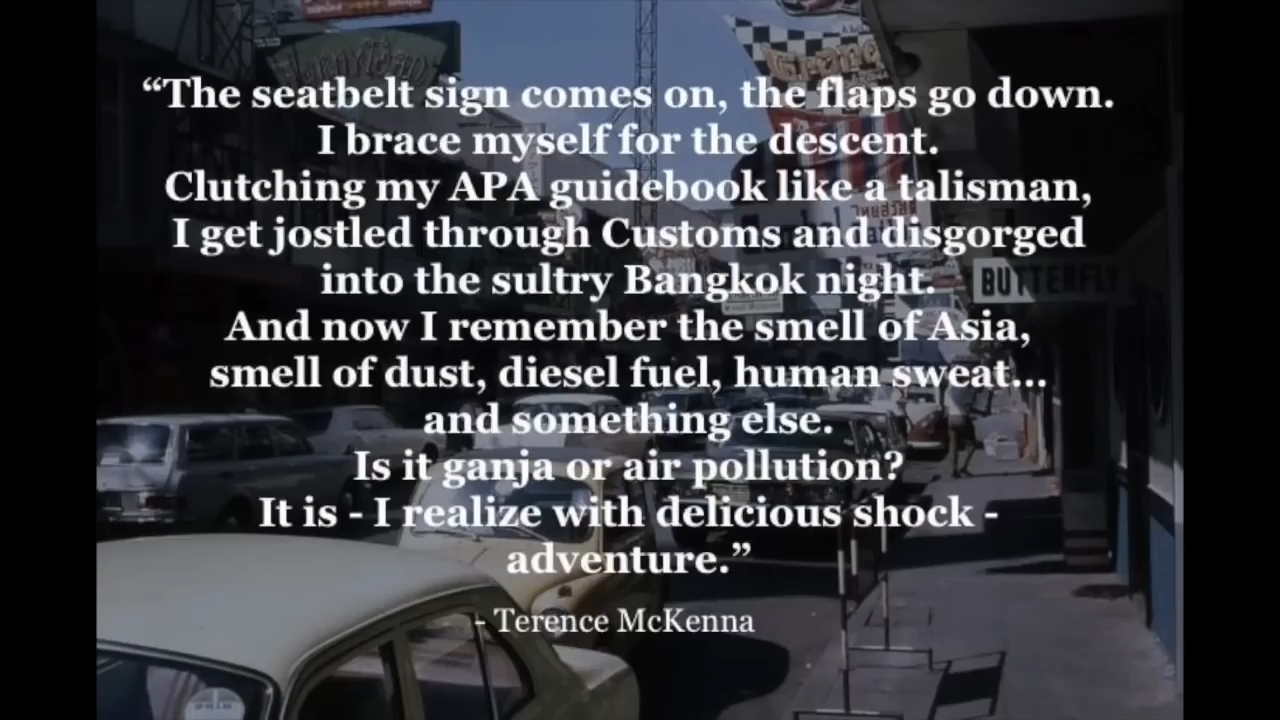 “The seatbelt sign comes on, the flaps go down.
I brace myself for the descent.
Clutching my APA guidebook like a talisman,
I get jostled through Customs and disgorged
into the sultry Bangkok night.
And now I remember the smell of Asia,
smell of dust, diesel fuel, human sweat...
and something else.
Is it ganja or air pollution?
It is - I realize with delicious shock -
adventure.”
- Terence McKenna
Grand
BUTTERFLY